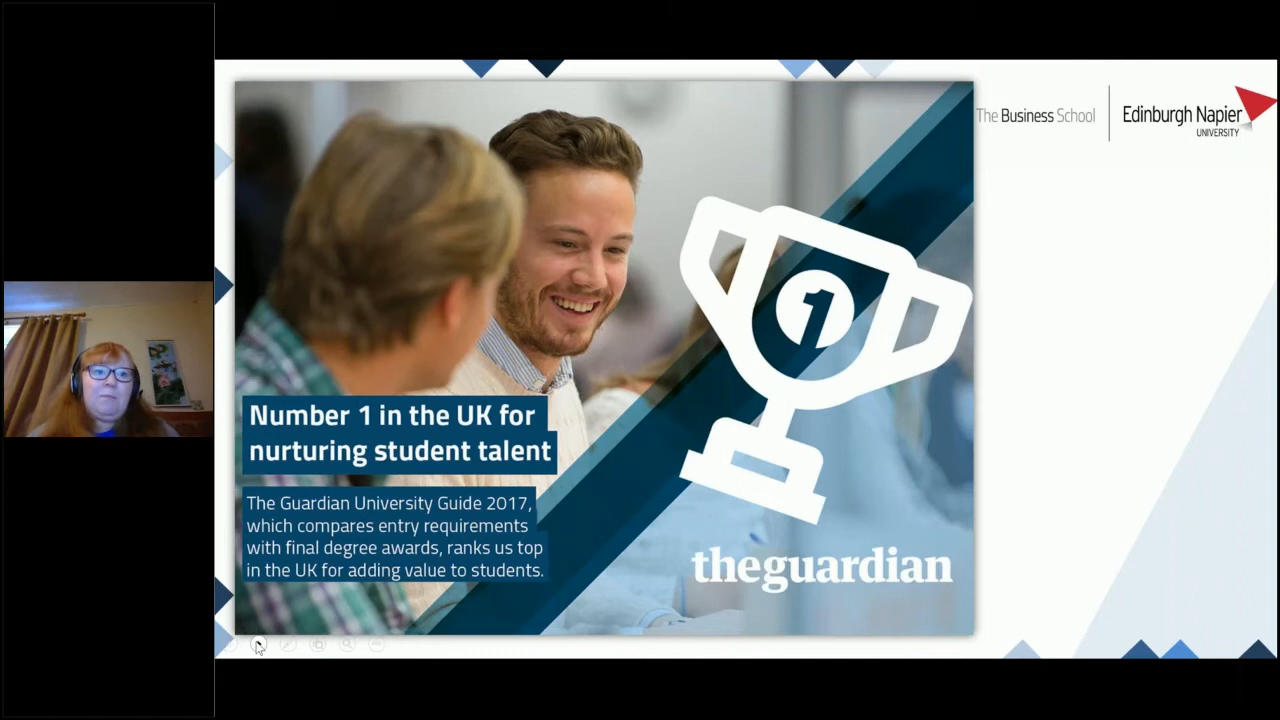 The Business School
Edinburgh Napier
UNIVERSITY
1
Number 1 in the UK for
nurturing student talent
The Guardian University Guide 2017,
which compares entry requirements
with final degree awards, ranks us top
in the UK for adding value to students.
theguardian